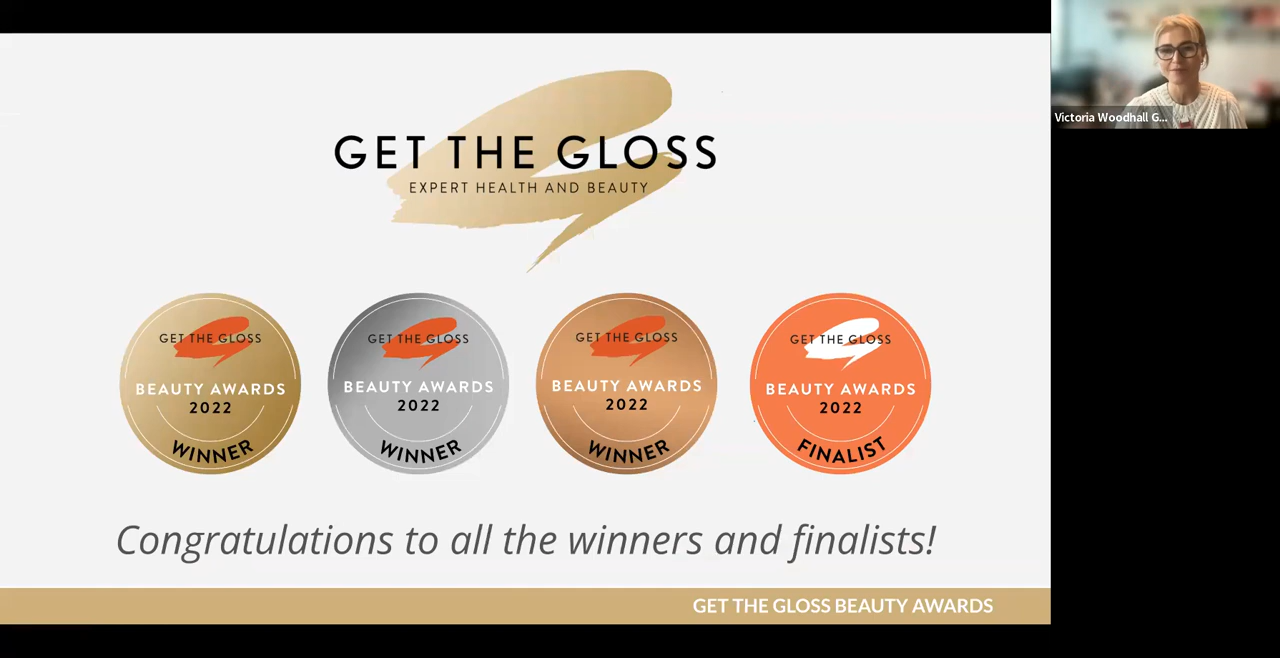 GET THE GLOSS
EXPERT HEALTH AND BEAUTY
GET THE GLOSS
BEAUTY AWARDS
2022
WINNER
GET THE GLOSS
BEAUTY AWARDS
2022
WINNER
GET THE GLOSS
BEAUTY AWARDS
2022
WINNER
GET THE GLOSS
BEAUTY AWARDS
2022
FINALIST
Congratulations to all the winners and finalists!
GET THE GLOSS BEAUTY AWARDS
Victoria Woodhall G...